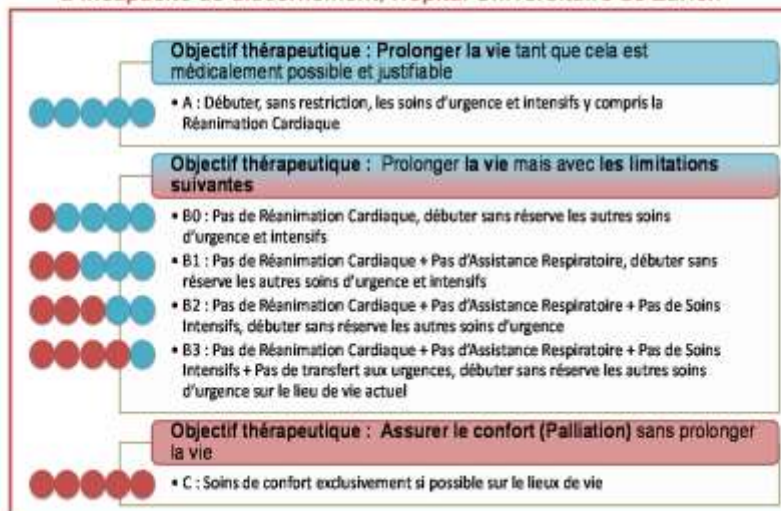 d'incapacité de discernement, Hôpital Universitaire de Zürich
Objectif thérapeutique : Prolonger la vie tant que cela est
médicalement possible et justifiable
• A : Débuter, sans restriction, les soins d'urgence et intensifs y compris la
Réanimation Cardiaque
Objectif thérapeutique : Prolonger la vie mais avec les limitations
suivantes
• B0 : Pas de Réanimation Cardiaque, débuter sans réserve les autres soins
d'urgence et intensifs
• B1 : Pas de Réanimation Cardiaque + Pas d'Assistance Respiratoire, débuter sans
réserve les autres soins d'urgence et intensifs
• B2 : Pas de Réanimation Cardiaque + Pas d'Assistance Respiratoire + Pas de Soins
Intensifs, débuter sans réserve les autres soins d'urgence
• B3 : Pas de Réanimation Cardiaque + Pas d'Assistance Respiratoire + Pas de Soins
Intensifs + Pas de transfert aux urgences, débuter sans réserve les autres soins
d'urgence sur le lieu de vie actuel
Objectif thérapeutique : Assurer le confort (Palliation) sans prolonger
la vie
• C : Soins de confort exclusivement si possible sur le lieux de vie